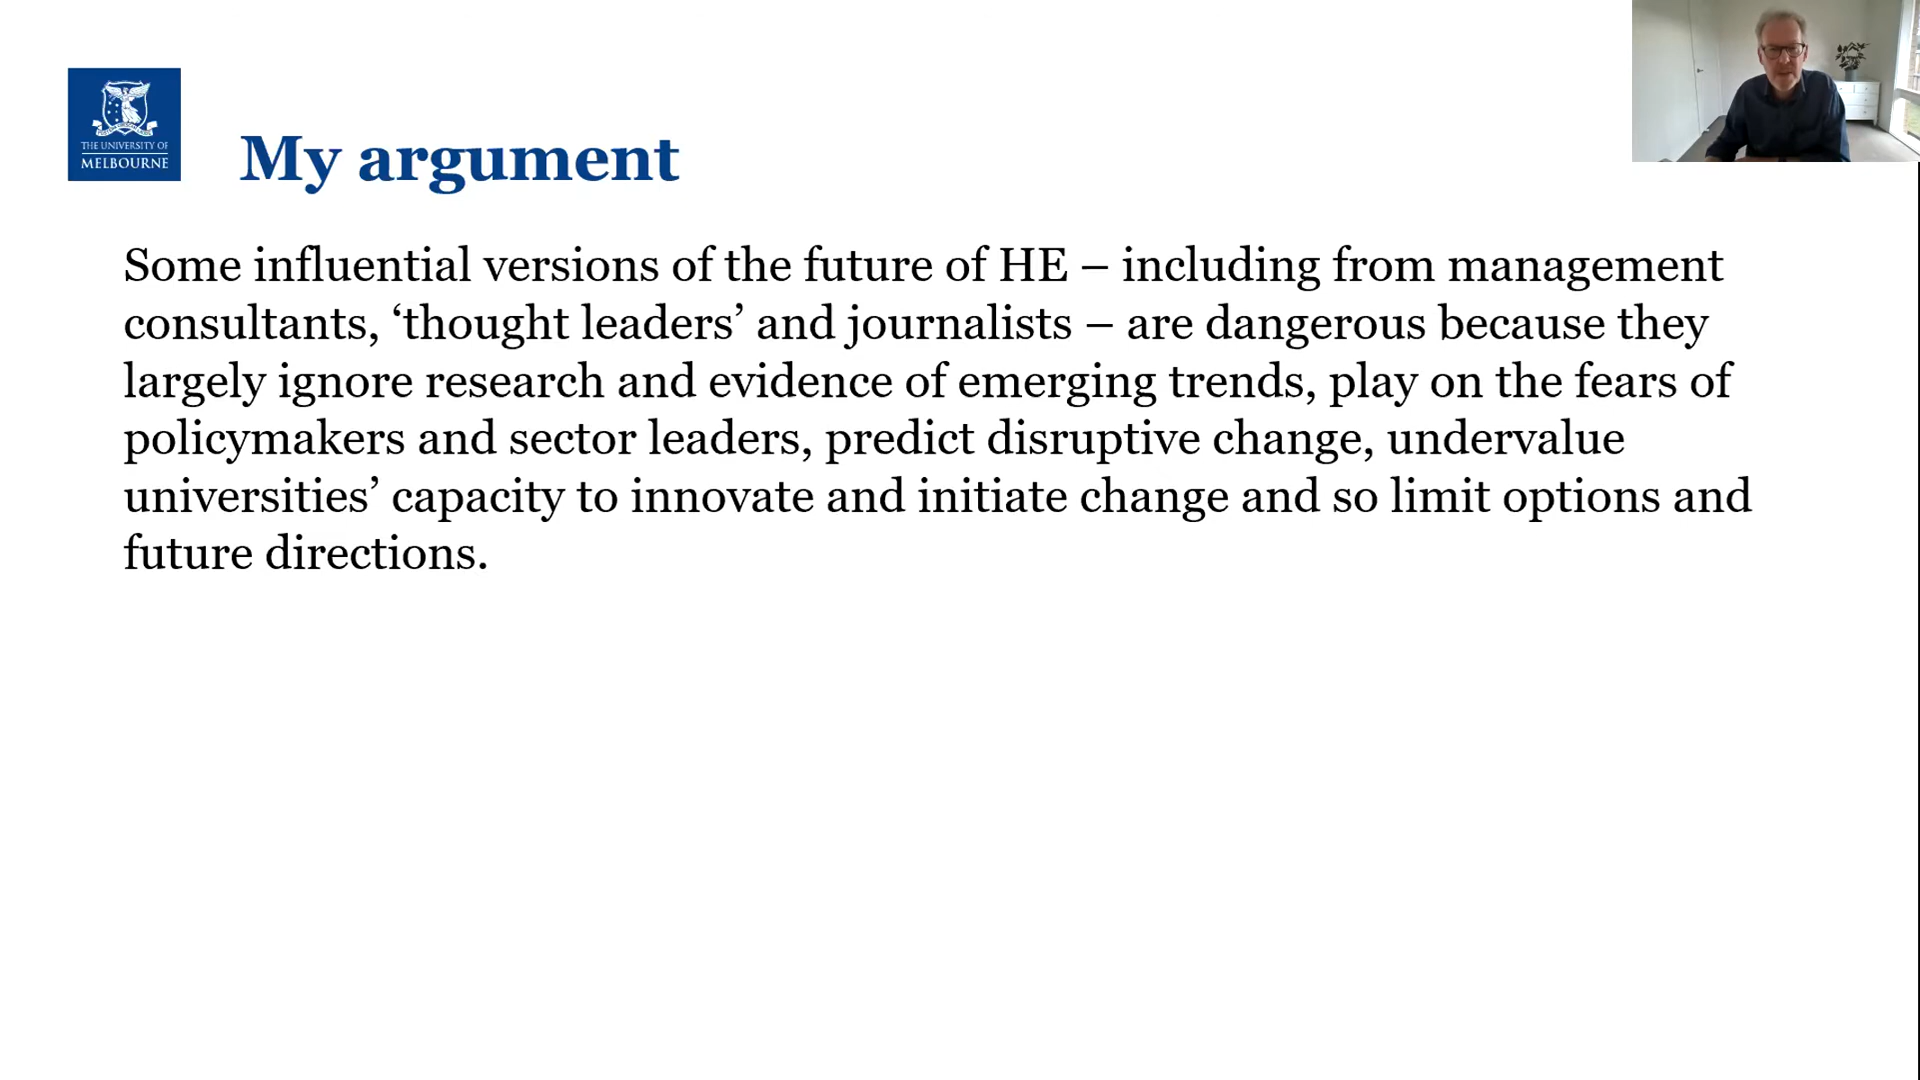 THE UNIVERSITY OF
MELBOURNE
My argument
Some influential versions of the future of HE – including from management
consultants, ‘thought leaders’ and journalists – are dangerous because they
largely ignore research and evidence of emerging trends, play on the fears of
policymakers and sector leaders, predict disruptive change, undervalue
universities’ capacity to innovate and initiate change and so limit options and
future directions.